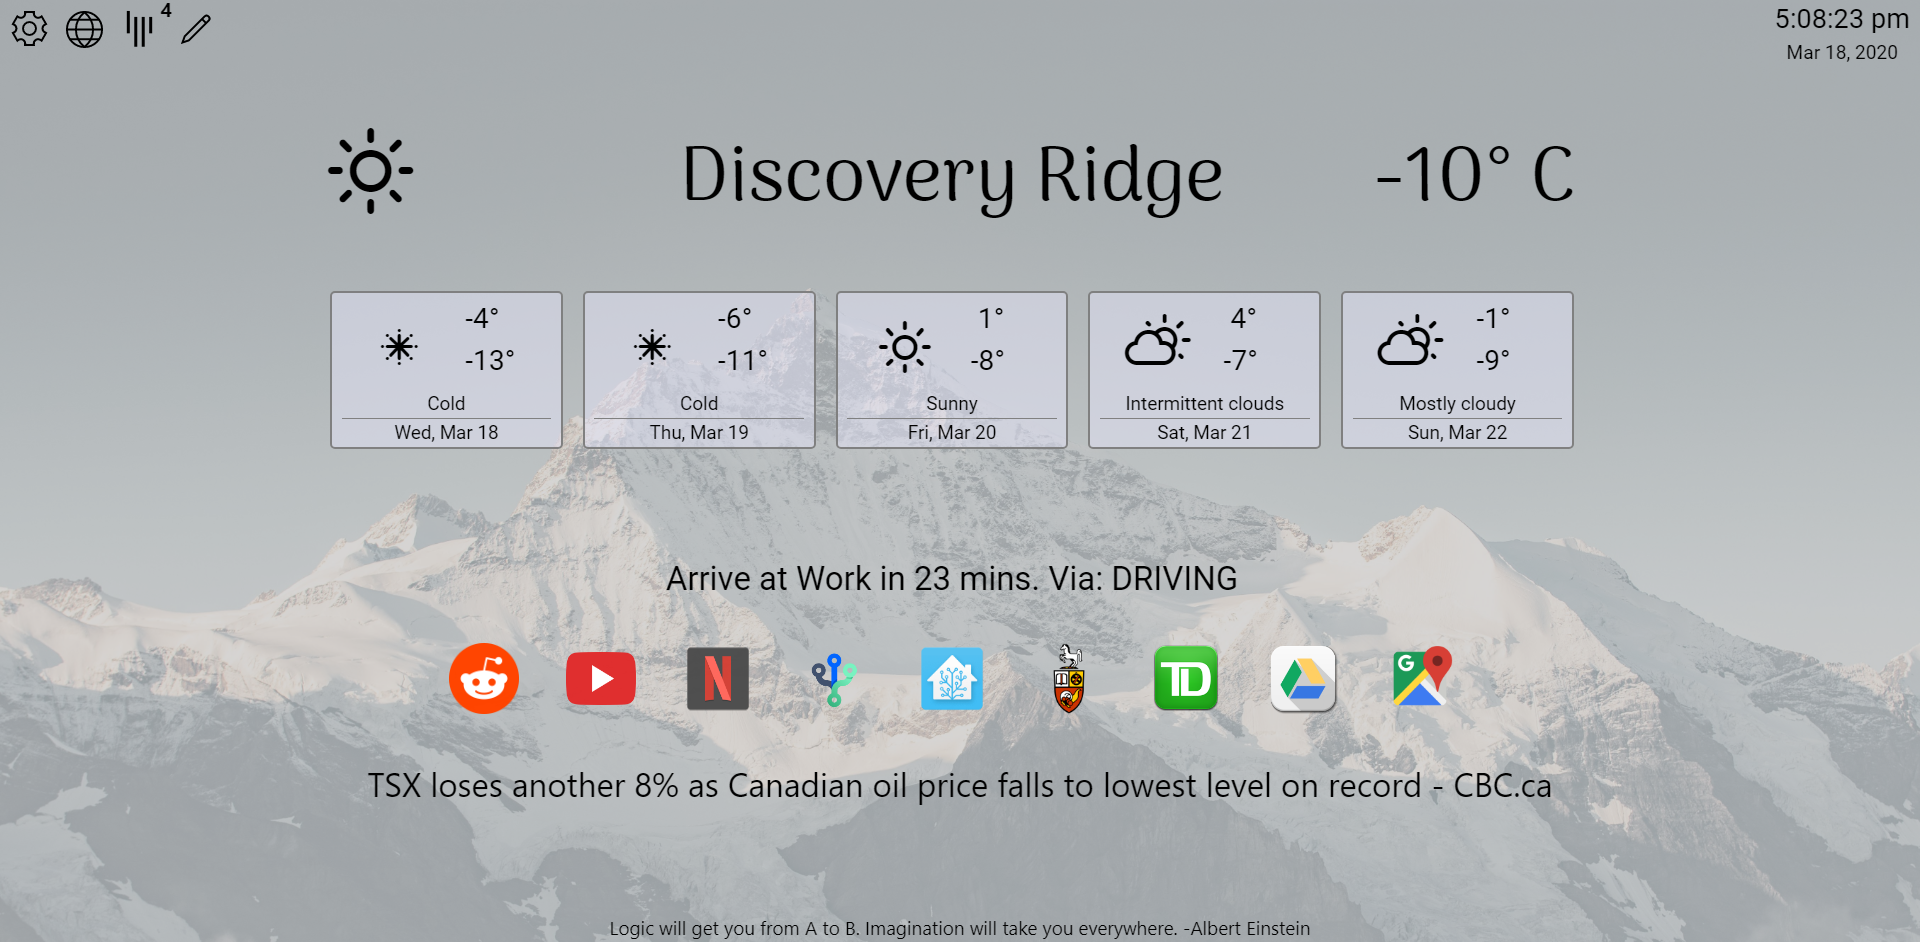 4
5:08:23 pm
Mar 18, 2020
Discovery Ridge
-10° C
-4°
-13°
Cold
Wed, Mar 18
-6°
-11°
Cold
Thu, Mar 19
1°
-8°
Sunny
Fri, Mar 20
4°
-7°
Intermittent clouds
Sat, Mar 21
-1°
-9°
Mostly cloudy
Sun, Mar 22
Arrive at Work in 23 mins. Via: DRIVING
N
TD
G
TSX loses another 8% as Canadian oil price falls to lowest level on record - CBC.ca
Logic will get you from A to B. Imagination will take you everywhere. -Albert Einstein